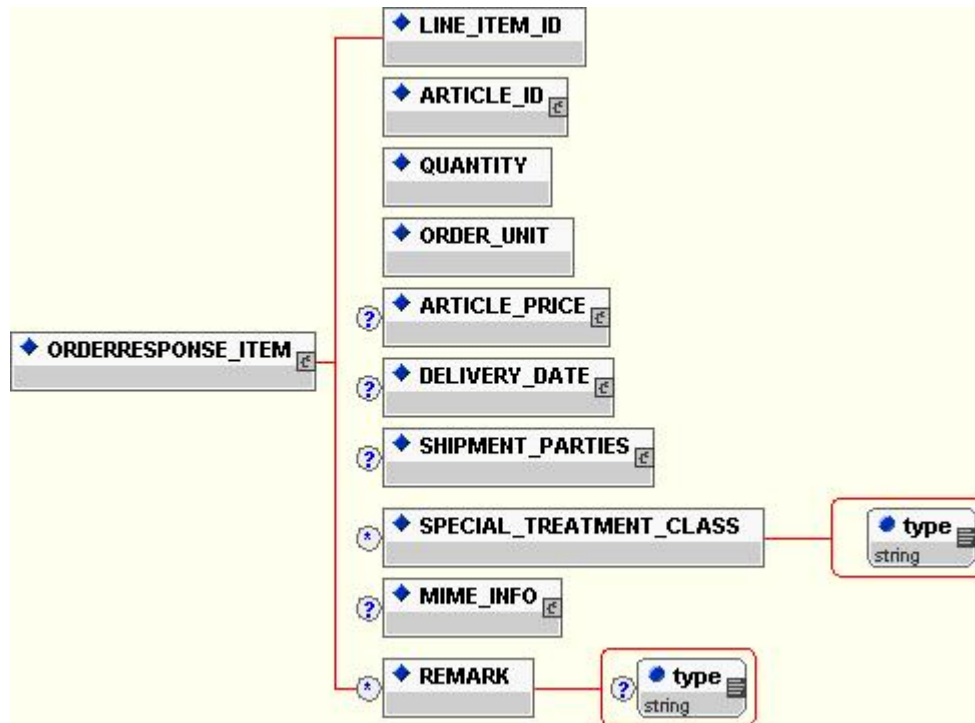 LINE_ITEM_ID
ARTICLE_ID
QUANTITY
ORDER_UNIT
? ARTICLE_PRICE
ORDERRESPONSE_ITEM
? DELIVERY_DATE
? SHIPMENT_PARTIES
* SPECIAL_TREATMENT_CLASS
type
string
? MIME_INFO
* REMARK
? type
string